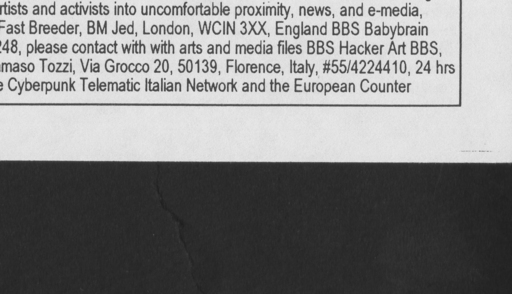 rtists and activists into uncomfortable proximity, news, and e-media,
Fast Breeder, BM Jed, London, WCIN 3XX, England BBS Babybrain
248, please contact with with arts and media files BBS Hacker Art BBS,
maso Tozzi, Via Grocco 20, 50139, Florence, Italy, #55/4224410, 24 hrs
e Cyberpunk Telematic Italian Network and the European Counter